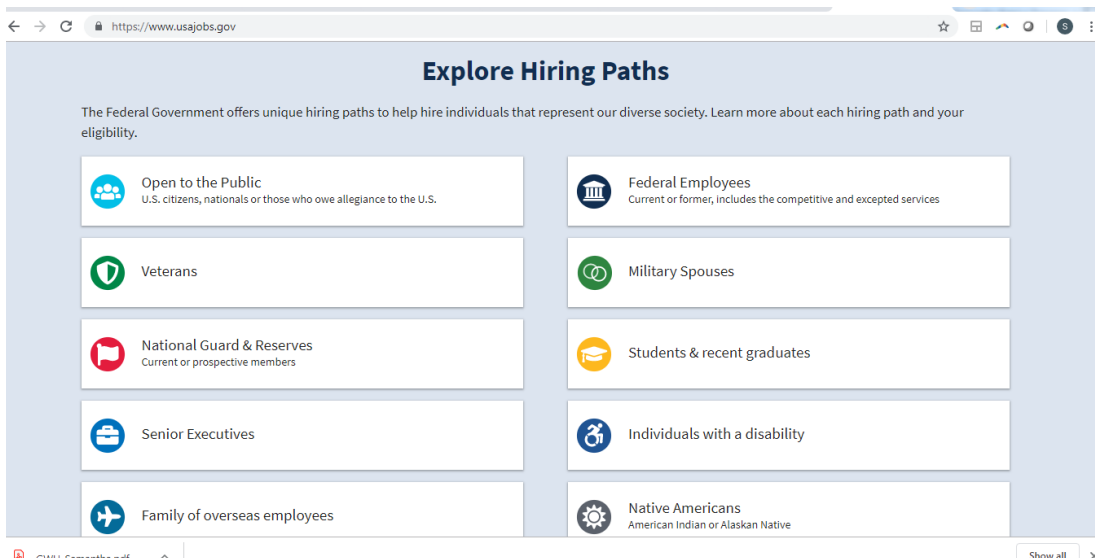 https://www.usajobs.gov
S
Explore Hiring Paths
The Federal Government offers unique hiring paths to help hire individuals that represent our diverse society. Learn more about each hiring path and your
eligibility.
Open to the Public
U.S. citizens, nationals or those who owe allegiance to the U.S.
Federal Employees
Current or former, includes the competitive and excepted services
Veterans
Military Spouses
National Guard & Reserves
Current or prospective members
Students & recent graduates
Senior Executives
Individuals with a disability
Family of overseas employees
Native Americans
American Indian or Alaskan Native
Show all